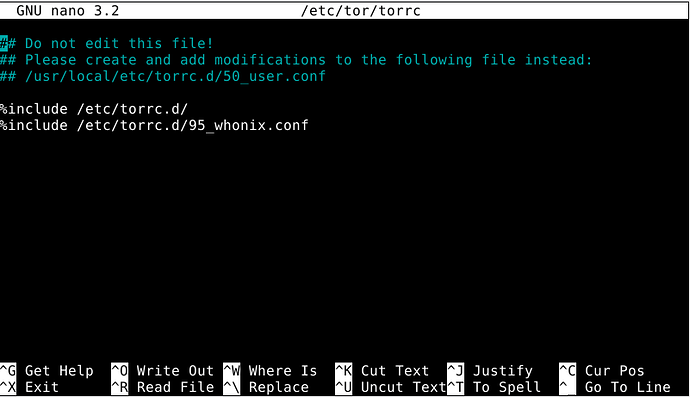 GNU nano 3.2 /etc/tor/torrc
## Do not edit this file!
## Please create and add modifications to the following file instead:
## /usr/local/etc/torrc.d/50_user.conf
%include /etc/torrc.d/
%include /etc/torrc.d/95_whonix.conf
^G Get Help ^O Write Out ^W Where Is ^K Cut Text ^J Justify ^C Cur Pos
^X Exit ^R Read File ^\ Replace ^U Uncut Text ^T To Spell ^_ Go To Line